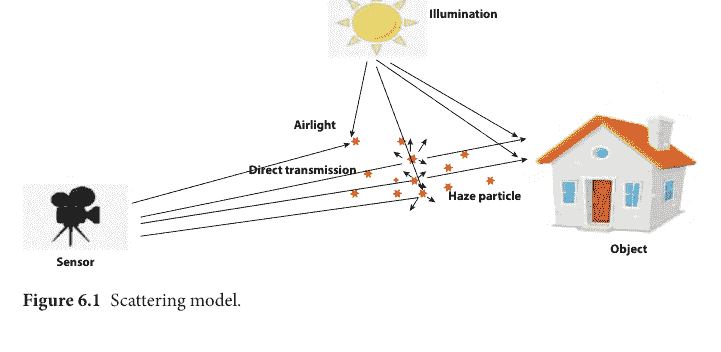 Illumination
Airlight
Direct transmission
Haze particle
Sensor
Object
Figure 6.1 Scattering model.